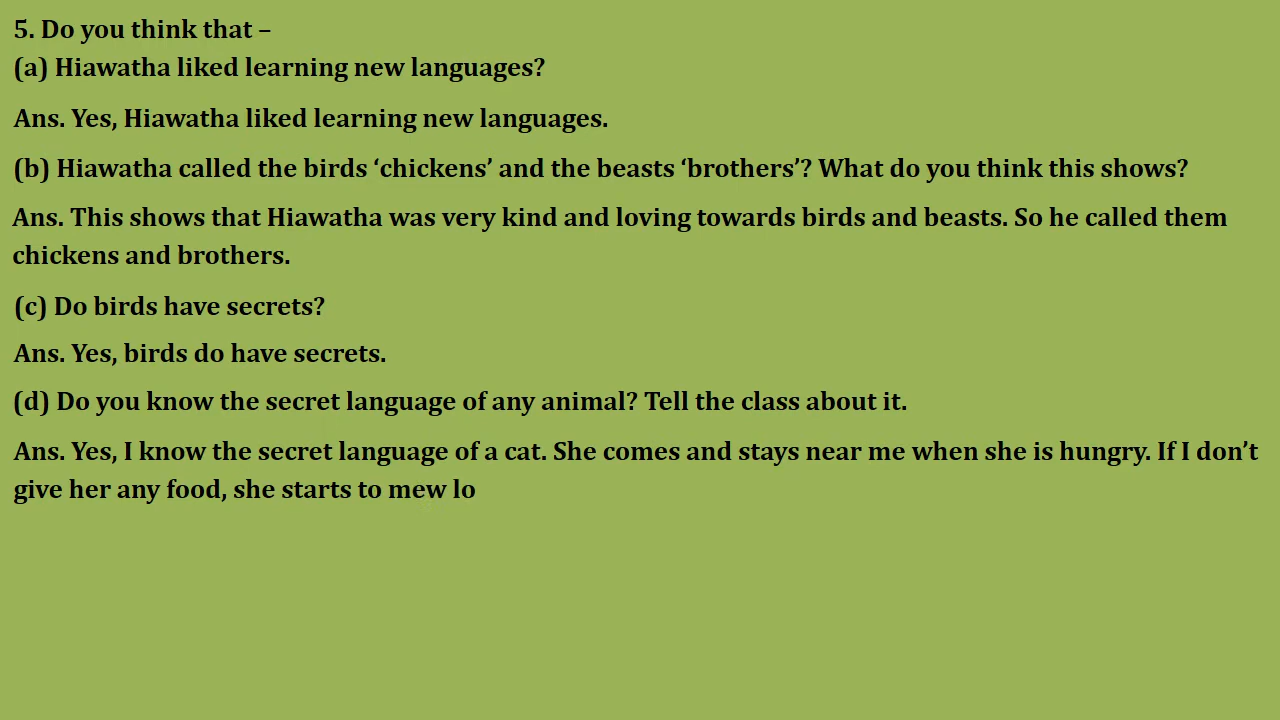 5. Do you think that –
(a) Hiawatha liked learning new languages?
Ans. Yes, Hiawatha liked learning new languages.
(b) Hiawatha called the birds ‘chickens’ and the beasts ‘brothers’? What do you think this shows?
Ans. This shows that Hiawatha was very kind and loving towards birds and beasts. So he called them
chickens and brothers.
(c) Do birds have secrets?
Ans. Yes, birds do have secrets.
(d) Do you know the secret language of any animal? Tell the class about it.
Ans. Yes, I know the secret language of a cat. She comes and stays near me when she is hungry. If I don’t
give her any food, she starts to mew lo